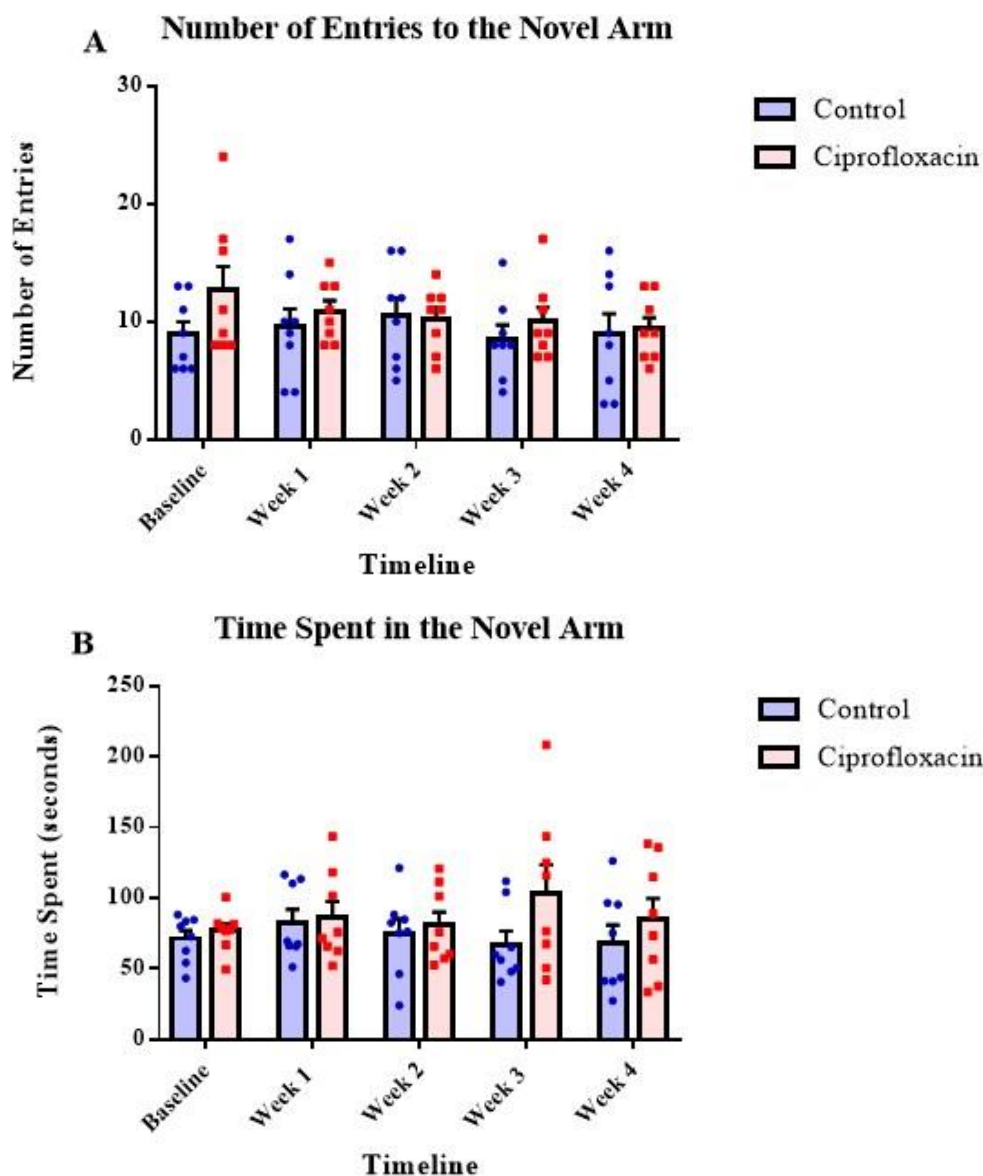 A
Number of Entries to the Novel Arm
Number of Entries
30
20
10
0
Baseline
Week 1
Week 2
Week 3
Week 4
Timeline
Control
Ciprofloxacin
B
Time Spent in the Novel Arm
Time Spent (seconds)
250
200
150
100
50
0
Baseline
Week 1
Week 2
Week 3
Week 4
Timeline
Control
Ciprofloxacin